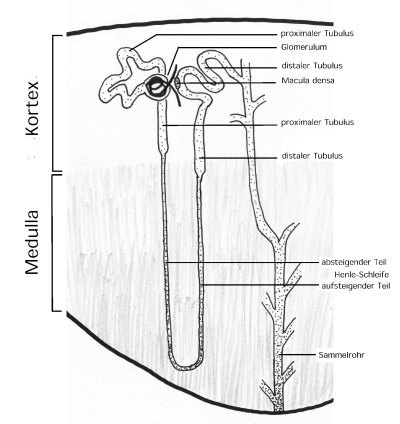 proximaler Tubulus
Glomerulum
distaler Tubulus
Macula densa
Kortex
proximaler Tubulus
distaler Tubulus
Medulla
absteigender Teil
Henle-Schleife
aufsteigender Teil
Sammelrohr